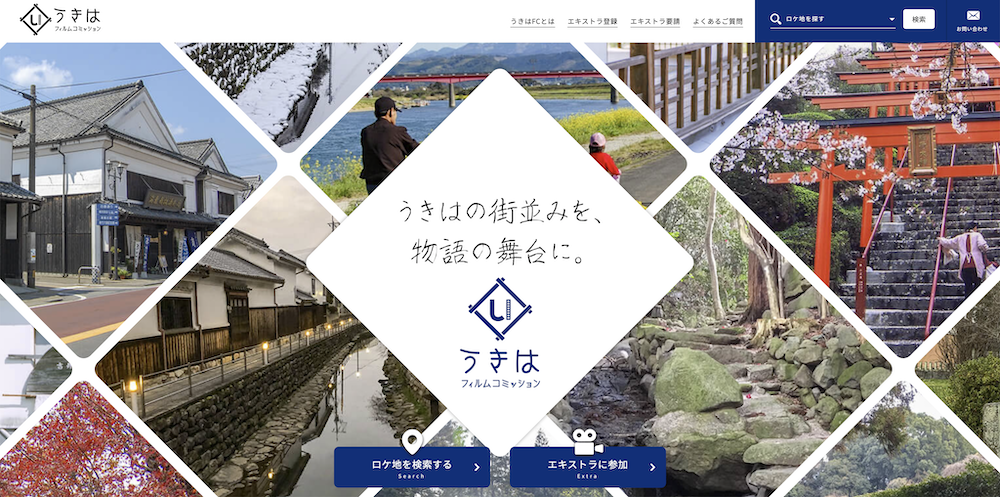 うきは
フィルムコミッション
うきはFCとは
エキストラ登録
エキストラ要請
よくあるご質問
ロケ地を探す
検索
お問い合わせ
うきはの街並みを、
物語の舞台に。
うきは
フィルムコミッション
ロケ地を検索する
Search
エキストラに参加
Extra